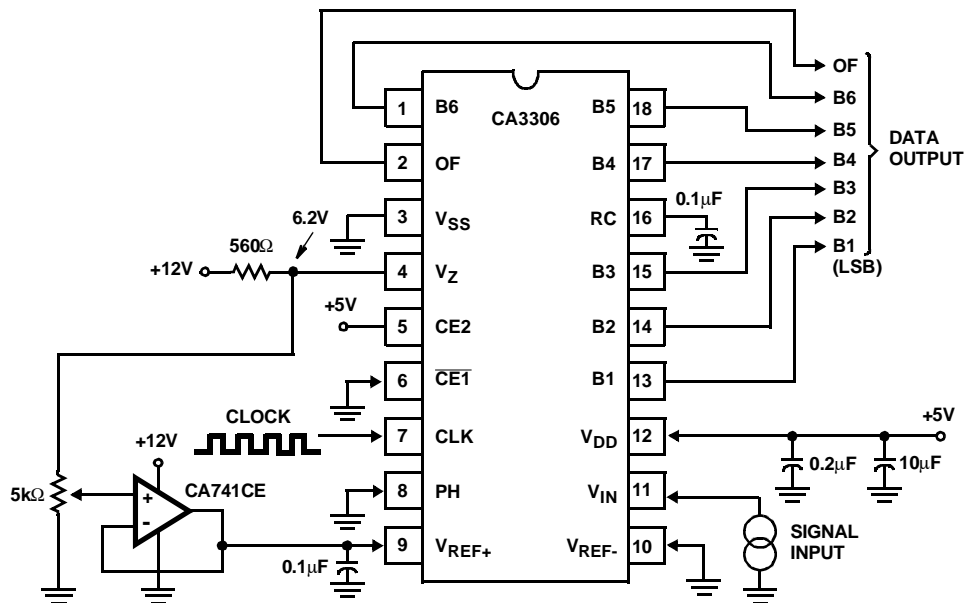 OF
B6
B5
B4
B3
B2
B1
(LSB)
DATA
OUTPUT
CA3306
1 B6
2 OF
3 VSS
4 VZ
5 CE2
6 CE1
7 CLK
8 PH
9 VREF+
B5 18
B4 17
RC 16
B3 15
B2 14
B1 13
VDD 12
VIN 11
VREF- 10
0.1μF
6.2V
560Ω
+12V
+5V
CLOCK
+12V
CA741CE
5kΩ
+
-
0.1μF
+5V
0.2μF
10μF
SIGNAL
INPUT